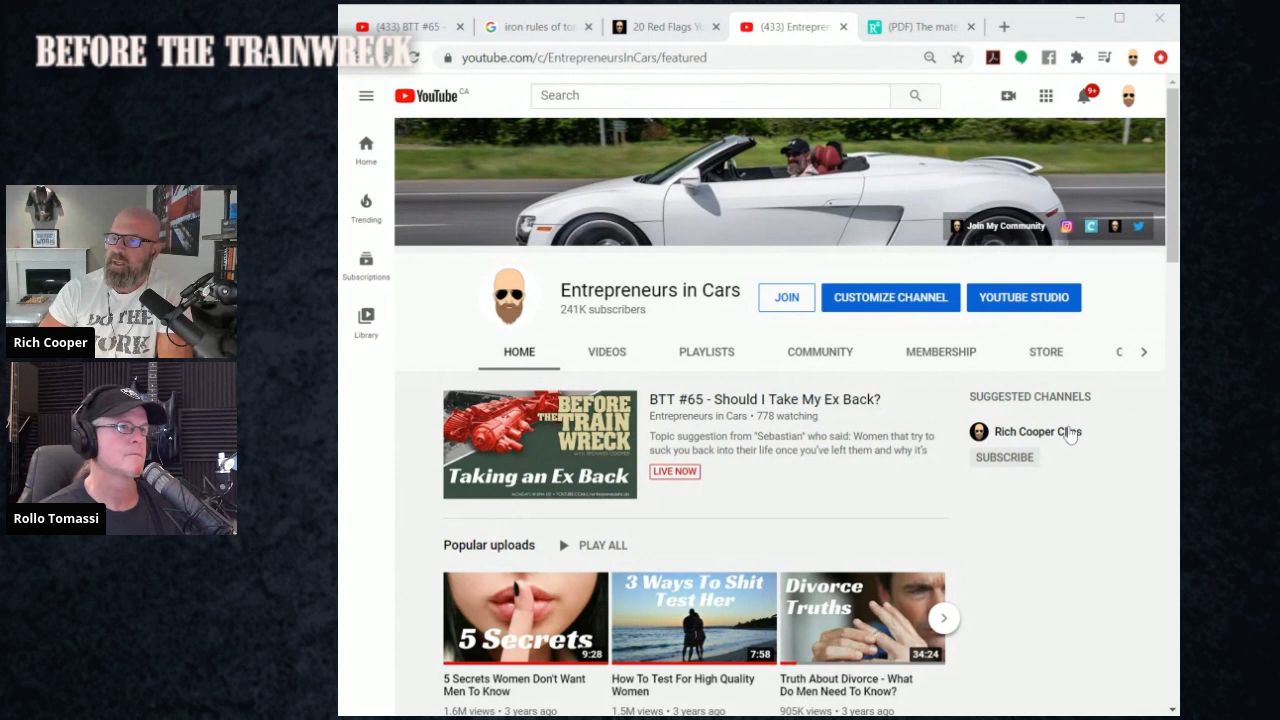 BEFORE THE TRAINWRECK
(433) BTT #65 -
iron rules of to
20 Red Flags Y
(433) Entrepren
(PDF) The mate
youtube.com/c/EntrepreneursInCars/featured
YouTube CA
Search
9+
Home
Trending
Subscriptions
Library
Join My Community
Entrepreneurs in Cars
241K subscribers
JOIN
CUSTOMIZE CHANNEL
YOUTUBE STUDIO
HOME
VIDEOS
PLAYLISTS
COMMUNITY
MEMBERSHIP
STORE
C
DO THE
WORK
Rich Cooper
Rollo Tomassi
BEFORE
THE TRAIN
WRECK
Taking an Ex Back
BTT #65 - Should I Take My Ex Back?
Entrepreneurs in Cars • 778 watching
Topic suggestion from "Sebastian" who said: Women that try to
suck you back into their life once you've left them and why it's
LIVE NOW
SUGGESTED CHANNELS
Rich Cooper Clips
SUBSCRIBE
Popular uploads
PLAY ALL
5 Secrets
9:28
3 Ways To Shit
Test Her
7:58
Divorce
Truths
34:24
5 Secrets Women Don't Want
Men To Know
1.6M views • 3 years ago
How To Test For High Quality
Women
1.5M views • 3 years ago
Truth About Divorce - What
Do Men Need To Know?
905K views • 3 years ago